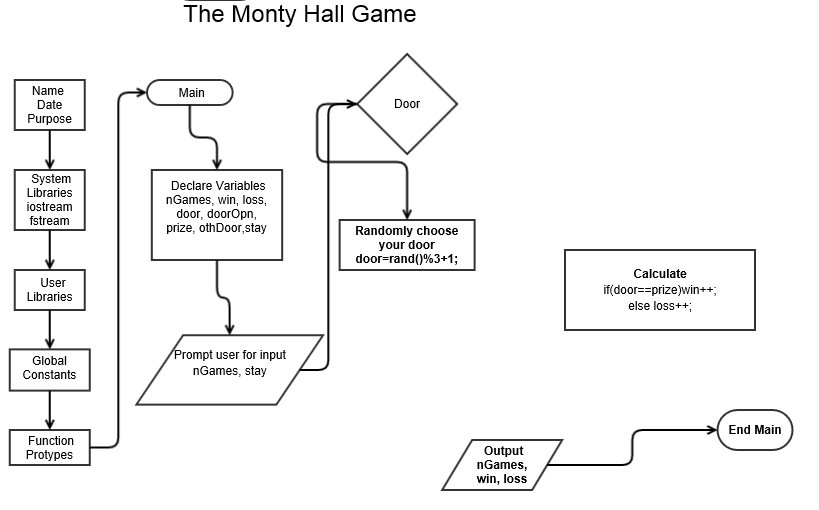 The Monty Hall Game
Name
Date
Purpose
System
Libraries
iostream
fstream
User
Libraries
Global
Constants
Function
Protypes
Main
Declare Variables
nGames, win, loss,
door, doorOpn,
prize, othDoor,stay
Prompt user for input
nGames, stay
Door
Randomly choose
your door
door=rand()%3+1;
Calculate
if(door==prize)win++;
else loss++;
Output
nGames,
win, loss
End Main